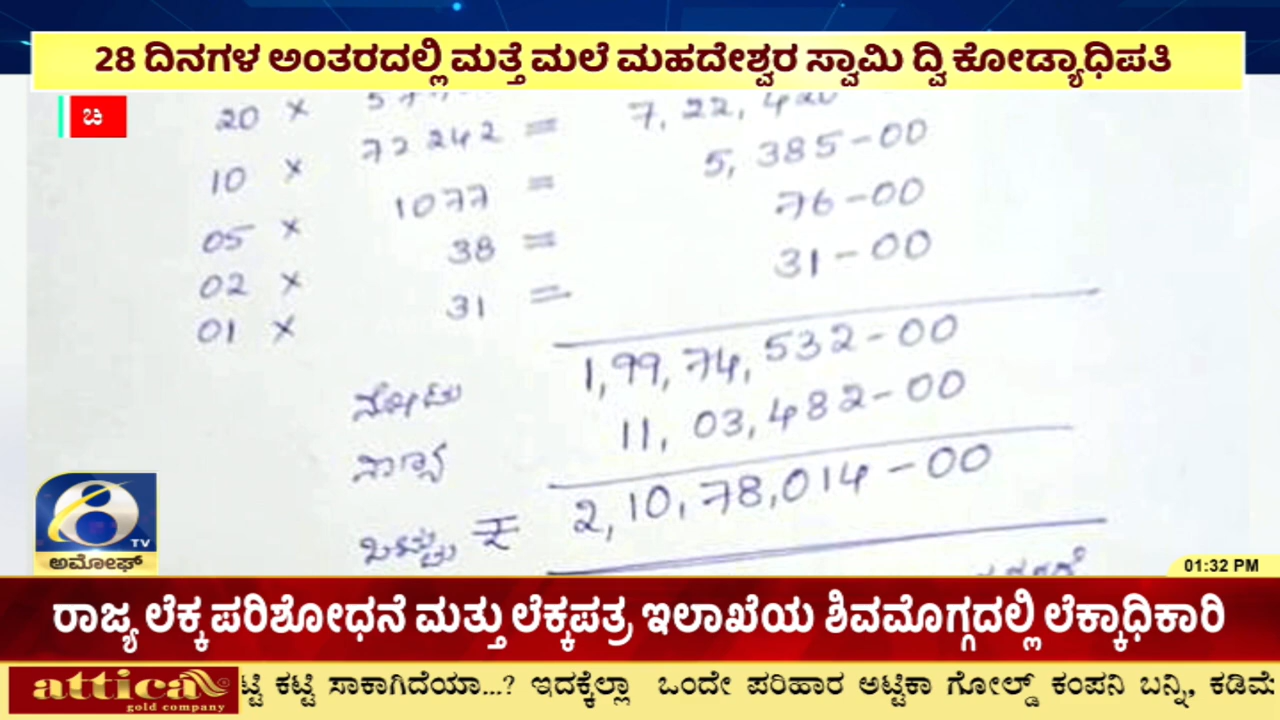 28 ದಿನಗಳ ಅಂತರದಲ್ಲಿ ಮತ್ತೆ ಮಲೆ ಮಹದೇಶ್ವರ ಸ್ವಾಮಿ ದ್ವಿ ಕೋಡ್ಯಾಧಿಪತಿ
ಚ
20 ×
10 × 72242 = 7,22,420
05 × 1077 = 5,385-00
02 × 38 = 76-00
01 × 31 = 31-00
ನೋಟು 1,99,74,532-00
ನಾಣ್ಯ 11,03,482-00
ಒಟ್ಟು ₹ 2,10,78,014-00
8 TV
ಅಮೋಘ್
01:32 PM
ರಾಜ್ಯ ಲೆಕ್ಕ ಪರಿಶೋಧನೆ ಮತ್ತು ಲೆಕ್ಕಪತ್ರ ಇಲಾಖೆಯ ಶಿವಮೊಗ್ಗದಲ್ಲಿ ಲೆಕ್ಕಾಧಿಕಾರಿ
attica gold company
ಟ್ಟಿ ಕಟ್ಟಿ ಸಾಕಾಗಿದೆಯಾ...? ಇದಕ್ಕೆಲ್ಲಾ ಒಂದೇ ಪರಿಹಾರ ಅಟ್ಟಿಕಾ ಗೋಲ್ಡ್ ಕಂಪನಿ ಬನ್ನಿ, ಕಡಿಮೆ